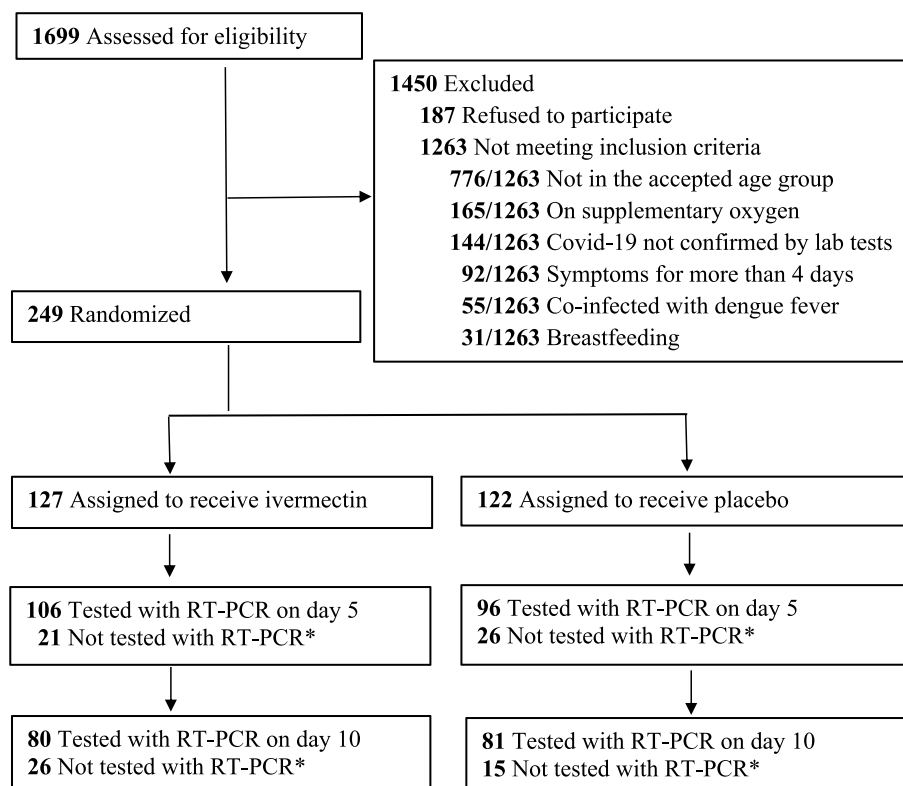 1699 Assessed for eligibility
1450 Excluded
187 Refused to participate
1263 Not meeting inclusion criteria
776/1263 Not in the accepted age group
165/1263 On supplementary oxygen
144/1263 Covid-19 not confirmed by lab tests
92/1263 Symptoms for more than 4 days
55/1263 Co-infected with dengue fever
31/1263 Breastfeeding
249 Randomized
127 Assigned to receive ivermectin
122 Assigned to receive placebo
106 Tested with RT-PCR on day 5
21 Not tested with RT-PCR*
96 Tested with RT-PCR on day 5
26 Not tested with RT-PCR*
80 Tested with RT-PCR on day 10
26 Not tested with RT-PCR*
81 Tested with RT-PCR on day 10
15 Not tested with RT-PCR*